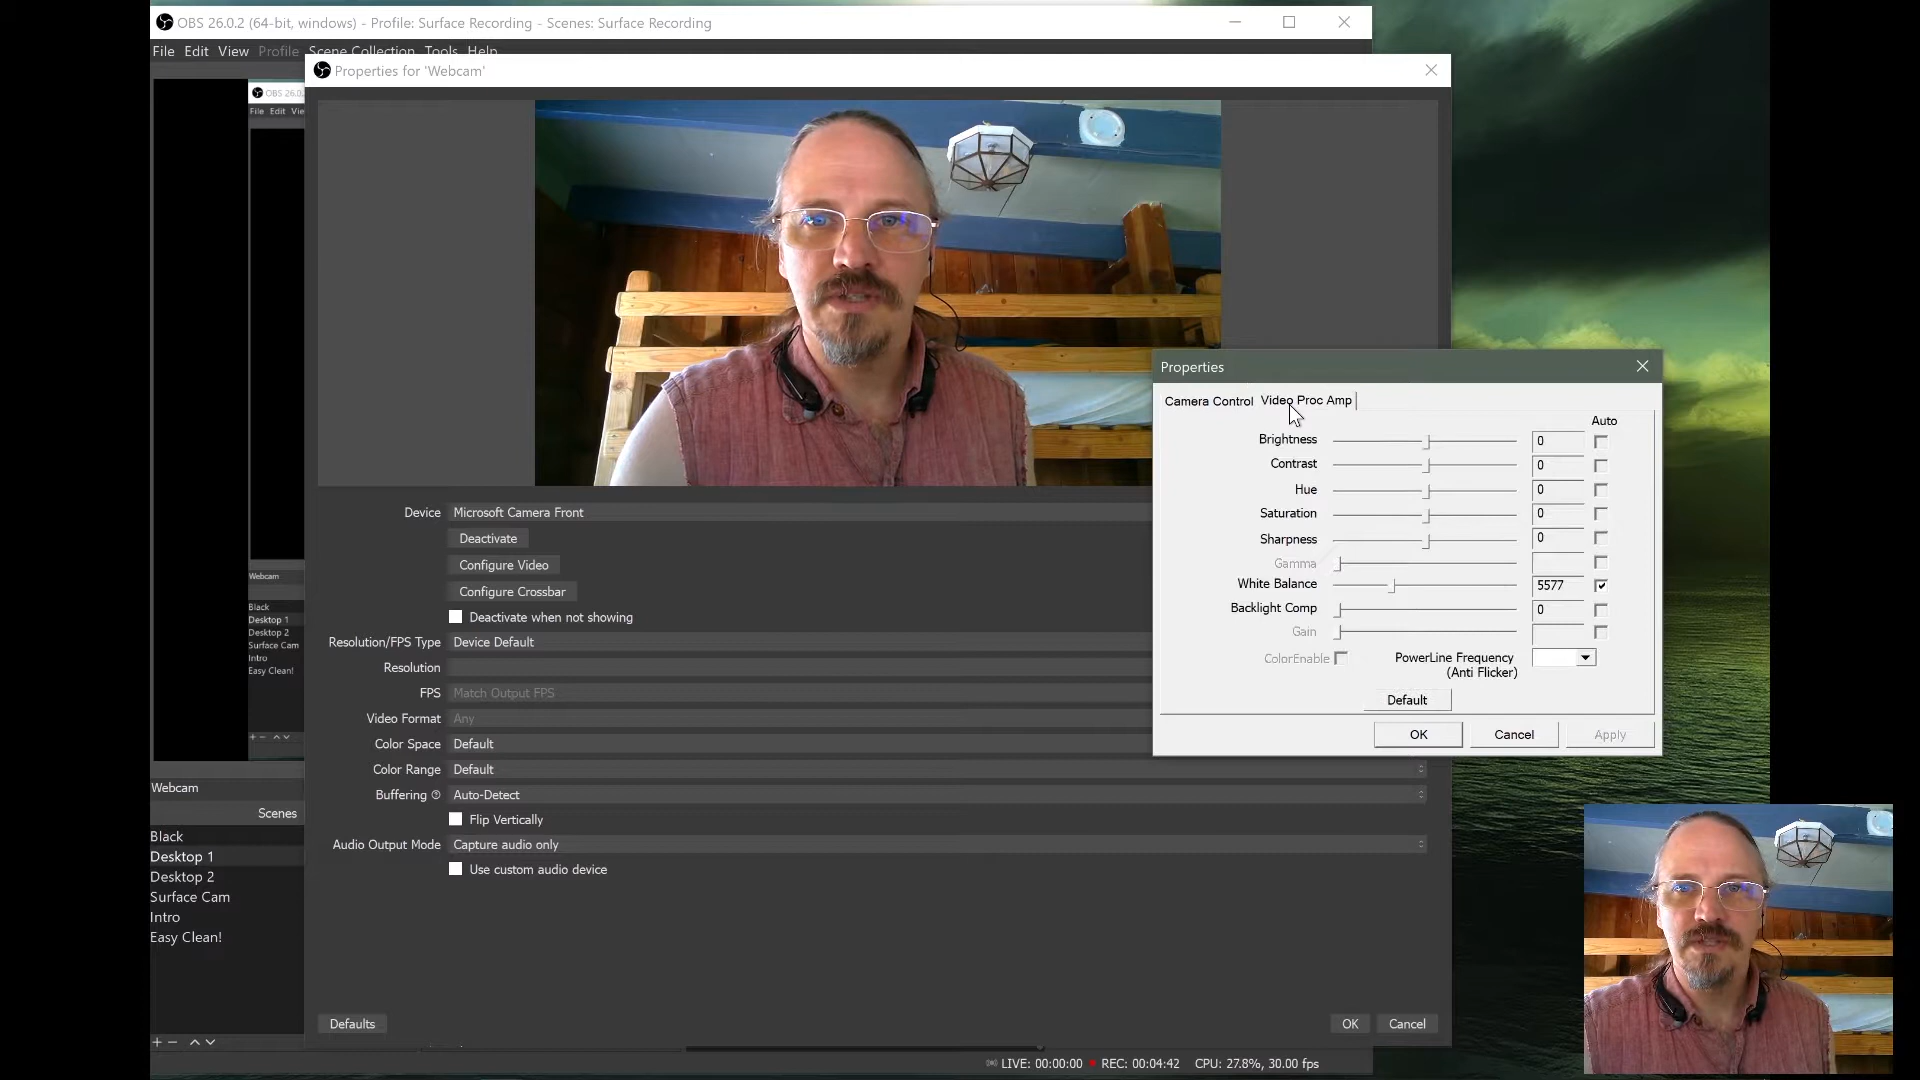 OBS 26.0.2 (64-bit, windows) - Profile: Surface Recording - Scenes: Surface Recording
File Edit View Profile Scene Collection Tools Help
Properties for 'Webcam'
OBS 26.0
File Edit Vie
Properties
Camera Control Video Proc Amp
Auto
Brightness 0
Contrast 0
Hue 0
Saturation 0
Sharpness 0
Gamma
White Balance 5577
Backlight Comp 0
Gain
ColorEnable PowerLine Frequency
(Anti Flicker)
Default
OK Cancel Apply
Device Microsoft Camera Front
Deactivate
Configure Video
Configure Crossbar
Deactivate when not showing
Resolution/FPS Type Device Default
Resolution
FPS Match Output FPS
Video Format Any
Color Space Default
Color Range Default
Buffering Auto-Detect
Flip Vertically
Audio Output Mode Capture audio only
Use custom audio device
Defaults OK Cancel
Webcam
Black
Desktop 1
Desktop 2
Surface Cam
Intro
Easy Clean!
Webcam
Scenes
Black
Desktop 1
Desktop 2
Surface Cam
Intro
Easy Clean!
LIVE: 00:00:00 REC: 00:04:42 CPU: 27.8%, 30.00 fps